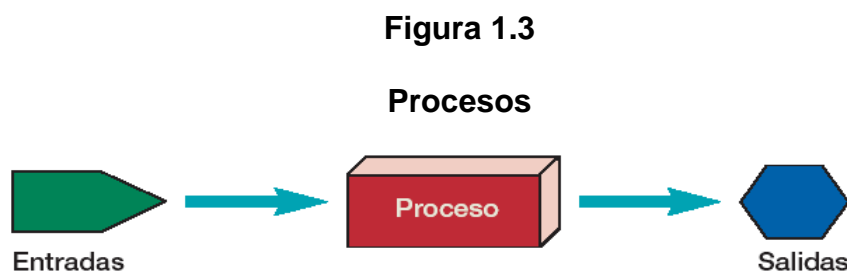 Figura 1.3
Procesos
Proceso
Entradas
Salidas